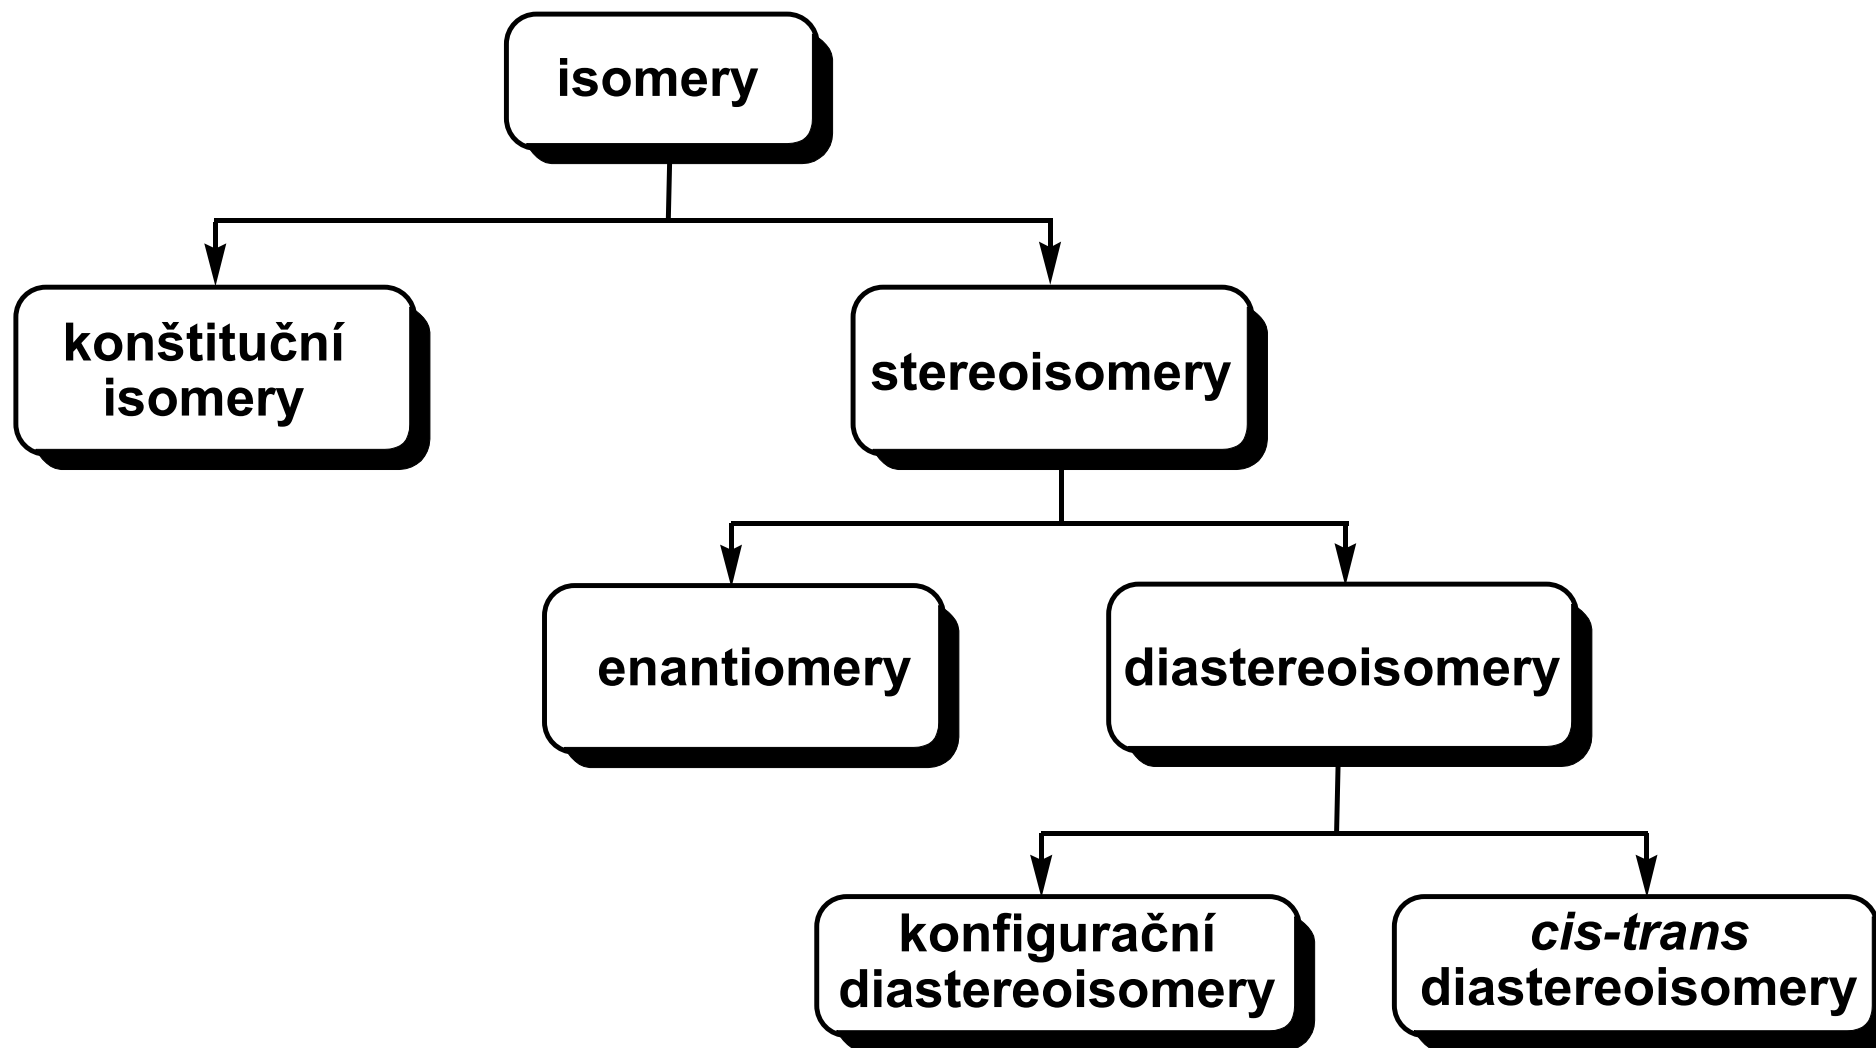 isomery
konštituční
isomery
stereoisomery
enantiomery
diastereoisomery
konfigurační
diastereoisomery
cis-trans
diastereoisomery